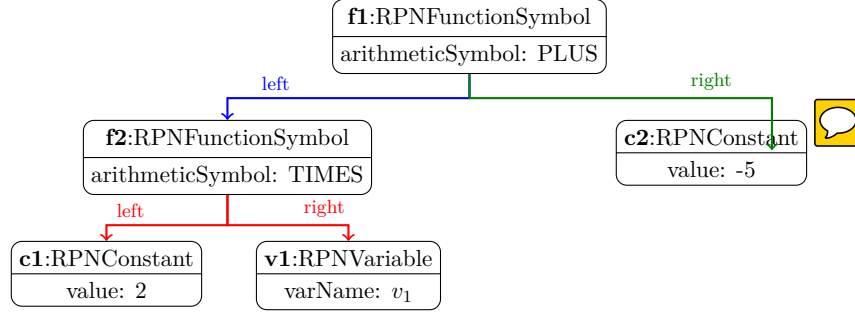 f1:RPNFunctionSymbol
arithmeticSymbol: PLUS
left
right
f2:RPNFunctionSymbol
arithmeticSymbol: TIMES
c2:RPNConstant
value: -5
left
right
c1:RPNConstant
value: 2
v1:RPNVariable
varName: v₁